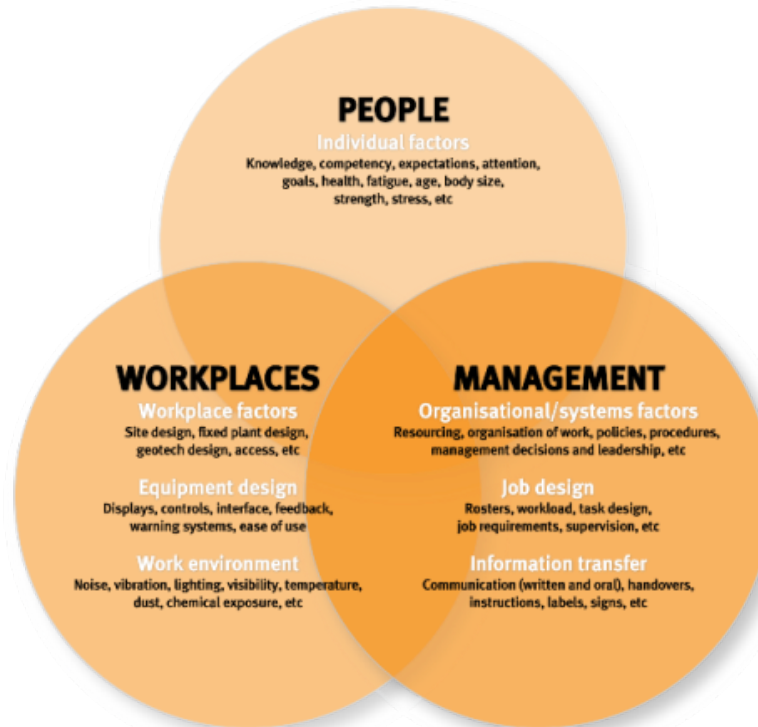 PEOPLE
Individual factors
Knowledge, competency, expectations, attention,
goals, health, fatigue, age, body size,
strength, stress, etc
WORKPLACES
Workplace factors
Site design, fixed plant design,
geotech design, access, etc
Equipment design
Displays, controls, interface, feedback,
warning systems, ease of use
Work environment
Noise, vibration, lighting, visibility, temperature,
dust, chemical exposure, etc
MANAGEMENT
Organisational/systems factors
Resourcing, organisation of work, policies, procedures,
management decisions and leadership, etc
Job design
Rosters, workload, task design,
job requirements, supervision, etc
Information transfer
Communication (written and oral), handovers,
instructions, labels, signs, etc